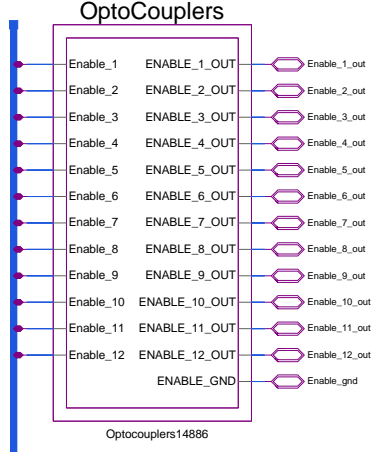 OptoCouplers
Enable_1 ENABLE_1_OUT Enable_1_out
Enable_2 ENABLE_2_OUT Enable_2_out
Enable_3 ENABLE_3_OUT Enable_3_out
Enable_4 ENABLE_4_OUT Enable_4_out
Enable_5 ENABLE_5_OUT Enable_5_out
Enable_6 ENABLE_6_OUT Enable_6_out
Enable_7 ENABLE_7_OUT Enable_7_out
Enable_8 ENABLE_8_OUT Enable_8_out
Enable_9 ENABLE_9_OUT Enable_9_out
Enable_10 ENABLE_10_OUT Enable_10_out
Enable_11 ENABLE_11_OUT Enable_11_out
Enable_12 ENABLE_12_OUT Enable_12_out
ENABLE_GND Enable_gnd
Optocouplers14886